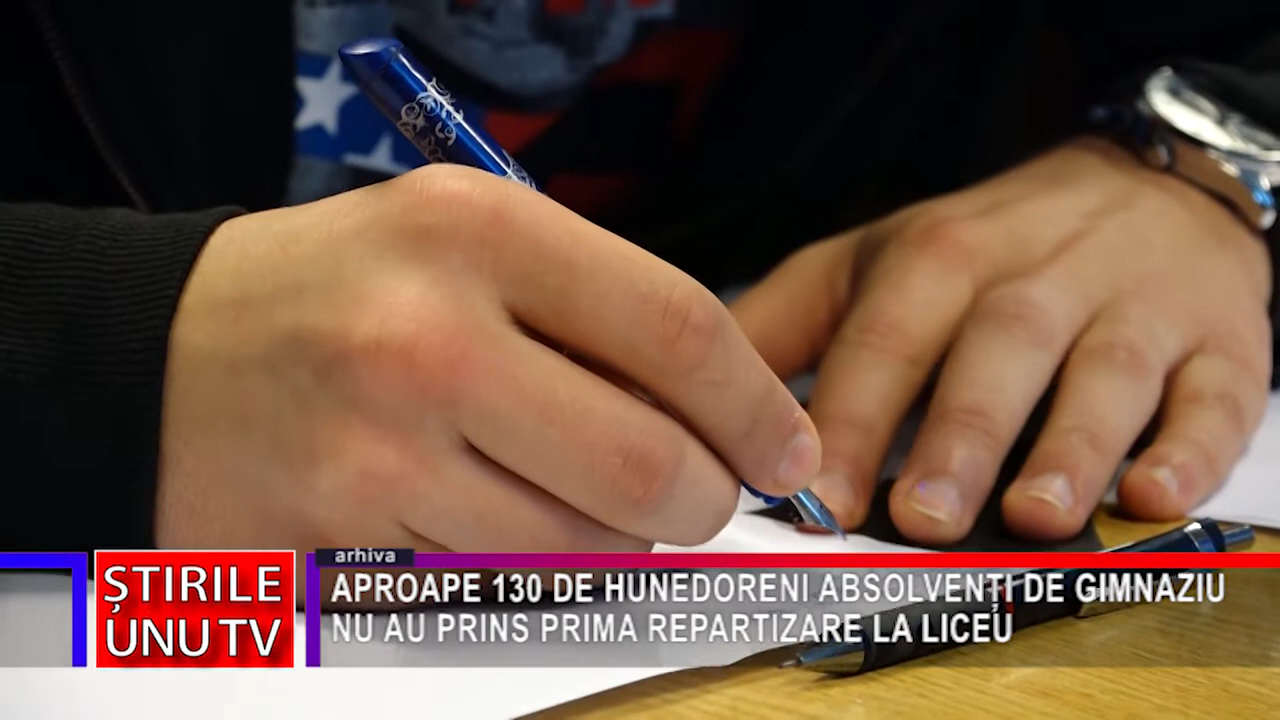 arhiva
ȘTIRILE
UNU TV
APROAPE 130 DE HUNEDORENI ABSOLVENȚI DE GIMNAZIU
NU AU PRINS PRIMA REPARTIZARE LA LICEU